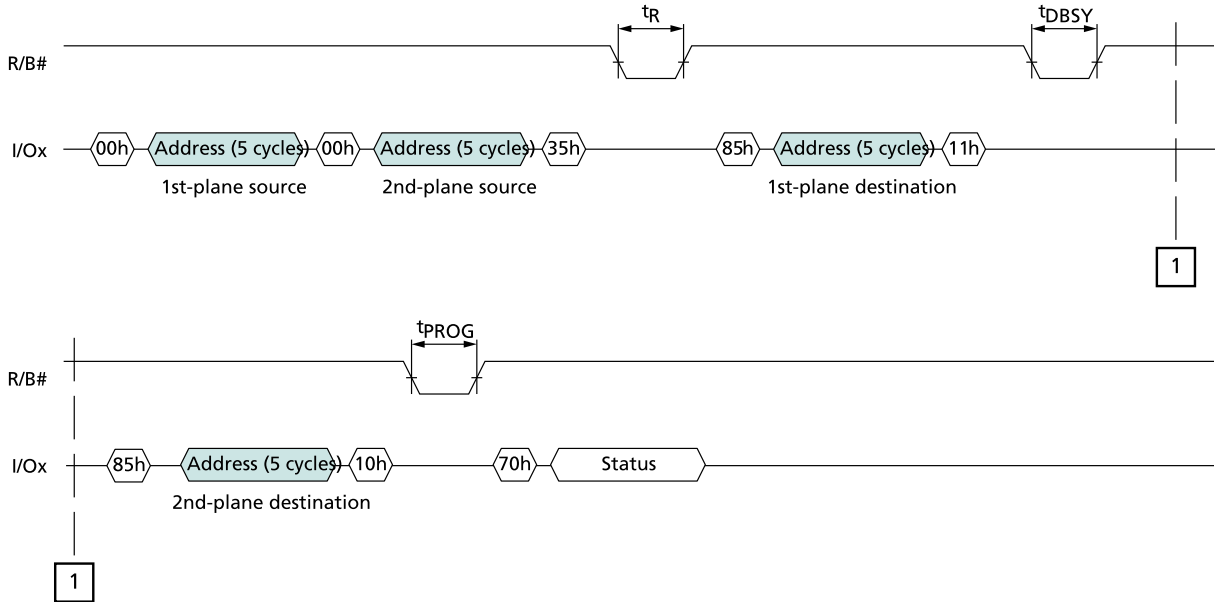 tR tDBSY
R/B#
I/Ox 00h Address (5 cycles) 00h Address (5 cycles) 35h 85h Address (5 cycles) 11h
1st-plane source 2nd-plane source 1st-plane destination
1
tPROG
R/B#
I/Ox 85h Address (5 cycles) 10h 70h Status
2nd-plane destination
1